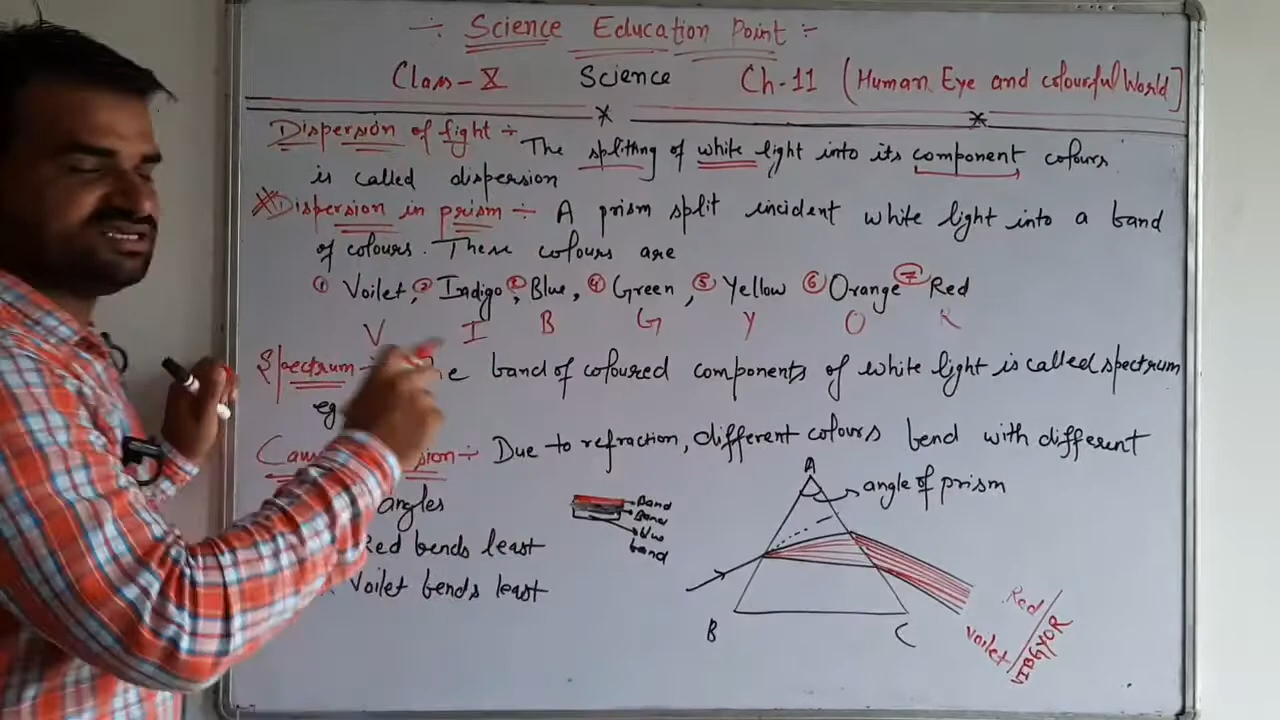 ÷ Science Education Point :-
Class-X Science Ch-11 (Human Eye and colourful World]
Dispersion of light ÷ The splitting of white light into its component colours
is called dispersion
Dispersion in prism ÷ A prism split incident white light into a band
of colours. These colours are
① Voilet, ② Indigo, ③ Blue, ④ Green, ⑤ Yellow ⑥ Orange ⑦ Red
V I B G Y O R
Spectrum - band of coloured components of white light is called spectrum
eg
÷ Due to refraction, different colours bend with different
angles
Red bends least
Voilet bends least
Band
Band
blue
band
A
angle of prism
B
C
Red
Voilet
VIBGYOR